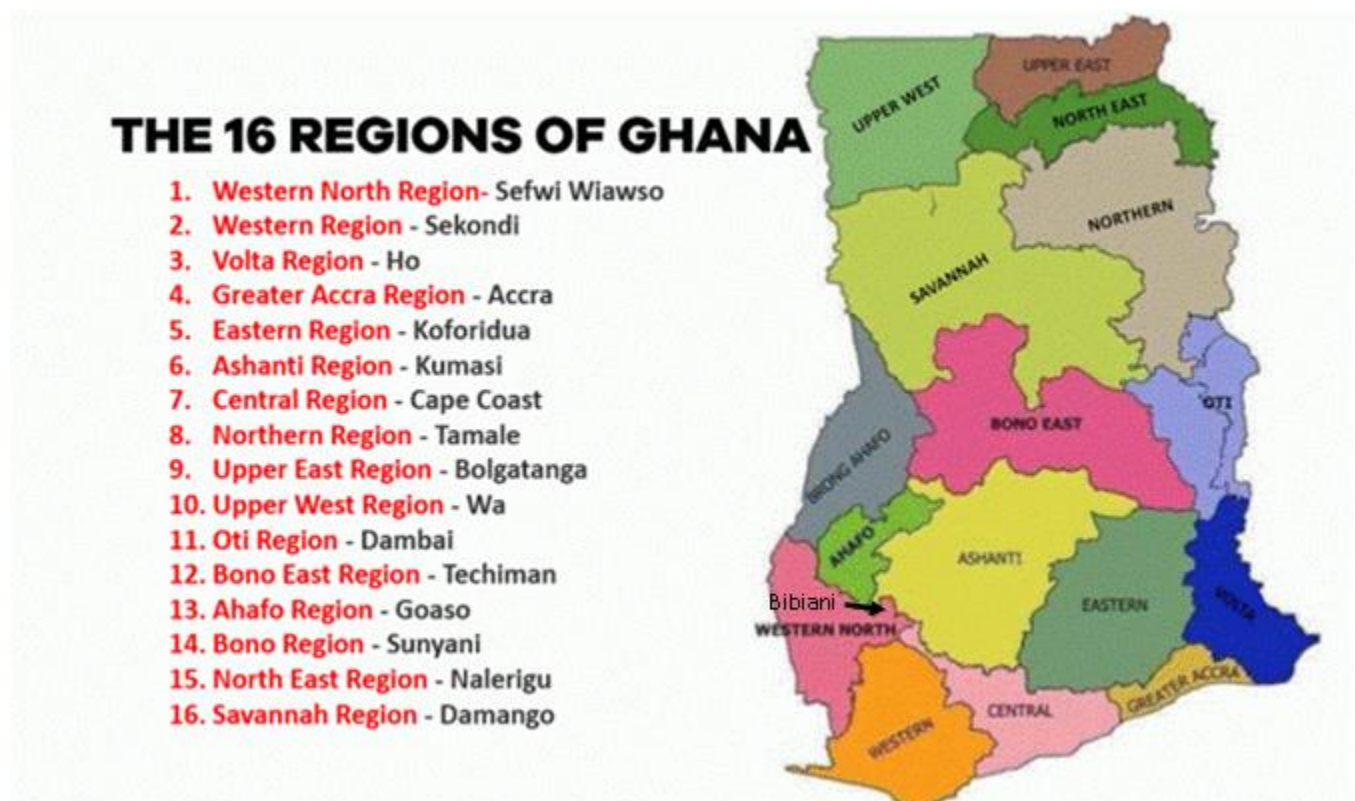 THE 16 REGIONS OF GHANA
1. Western North Region- Sefwi Wiawso
2. Western Region - Sekondi
3. Volta Region - Ho
4. Greater Accra Region - Accra
5. Eastern Region - Koforidua
6. Ashanti Region - Kumasi
7. Central Region - Cape Coast
8. Northern Region - Tamale
9. Upper East Region - Bolgatanga
10. Upper West Region - Wa
11. Oti Region - Dambai
12. Bono East Region - Techiman
13. Ahafo Region - Goaso
14. Bono Region - Sunyani
15. North East Region - Nalerigu
16. Savannah Region - Damango
UPPER EAST
UPPER WEST
NORTH EAST
NORTHERN
SAVANNAH
OTI
BONO EAST
BRONG AHAFO
AHAFO
ASHANTI
Bibiani
EASTERN
VOLTA
WESTERN NORTH
GREATER ACCRA
CENTRAL
WESTERN